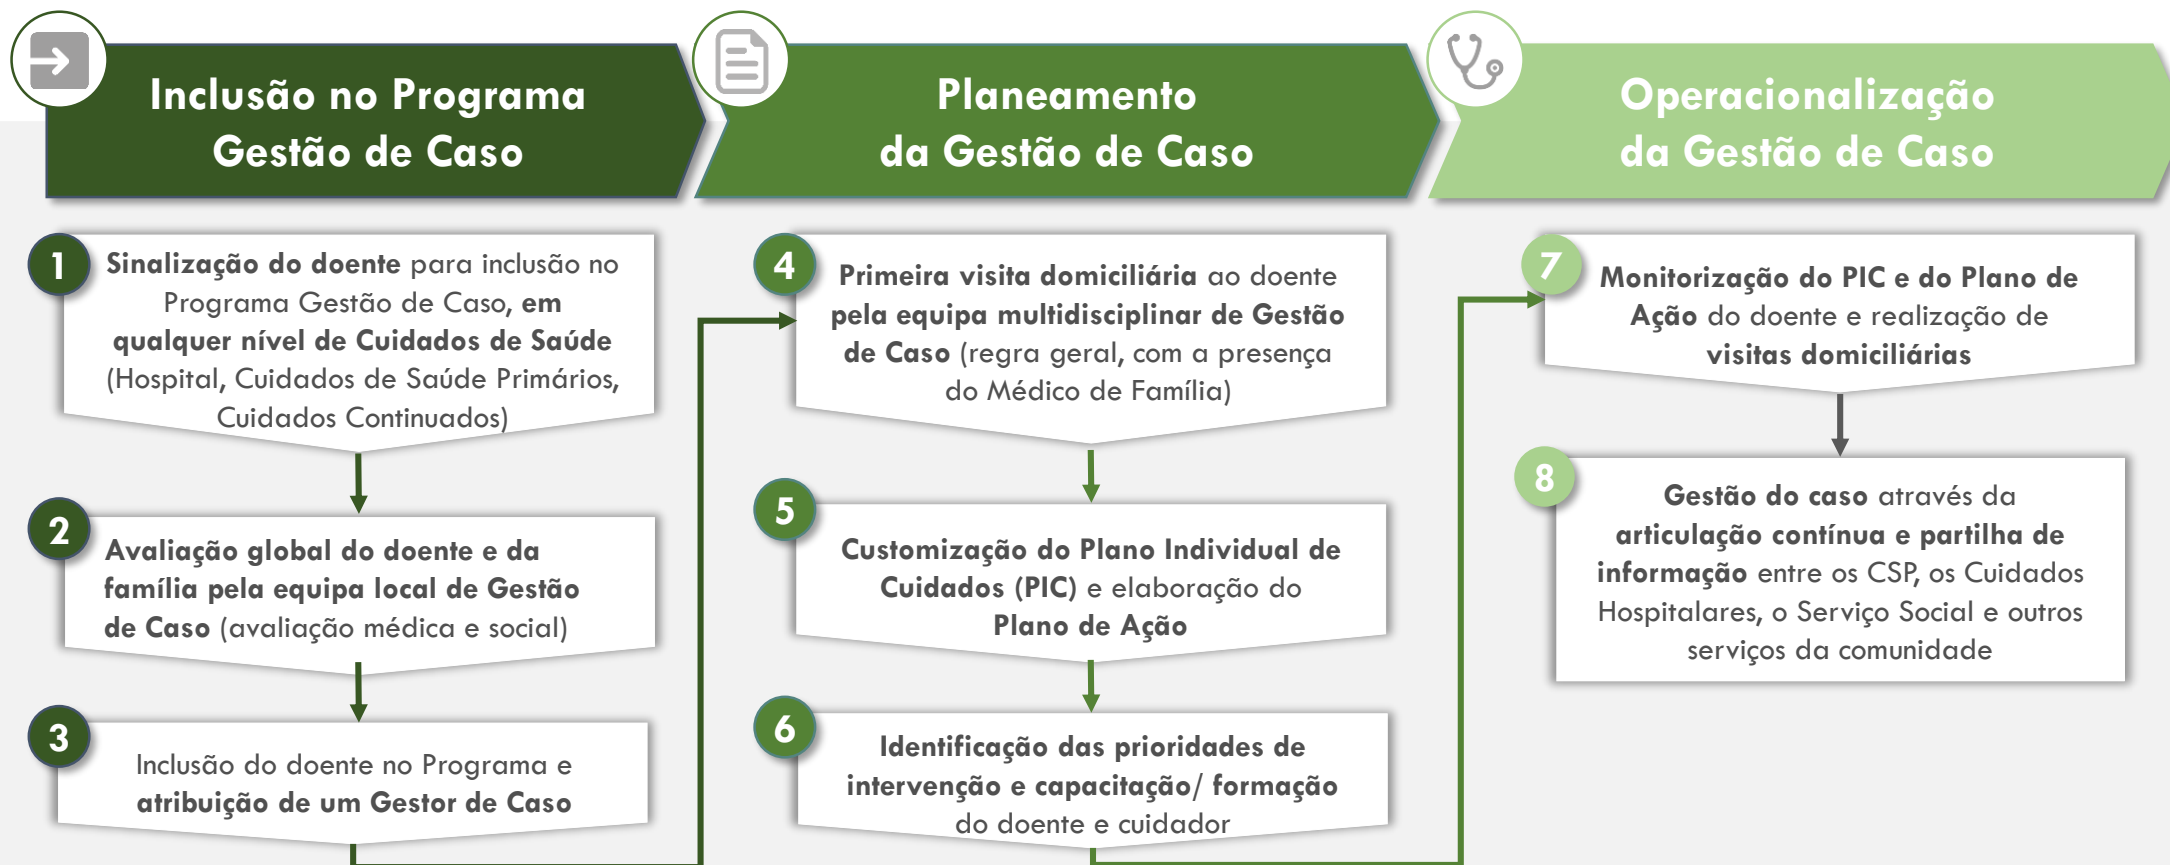 Inclusão no Programa
Gestão de Caso
1
Sinalização do doente para inclusão no
Programa Gestão de Caso, em
qualquer nível de Cuidados de Saúde
(Hospital, Cuidados de Saúde Primários,
Cuidados Continuados)
2
Avaliação global do doente e da
família pela equipa local de Gestão
de Caso (avaliação médica e social)
3
Inclusão do doente no Programa e
atribuição de um Gestor de Caso
Planeamento
da Gestão de Caso
4
Primeira visita domiciliária ao doente
pela equipa multidisciplinar de Gestão
de Caso (regra geral, com a presença
do Médico de Família)
5
Customização do Plano Individual de
Cuidados (PIC) e elaboração do
Plano de Ação
6
Identificação das prioridades de
intervenção e capacitação/ formação
do doente e cuidador
Operacionalização
da Gestão de Caso
7
Monitorização do PIC e do Plano de
Ação do doente e realização de
visitas domiciliárias
8
Gestão do caso através da
articulação contínua e partilha de
informação entre os CSP, os Cuidados
Hospitalares, o Serviço Social e outros
serviços da comunidade